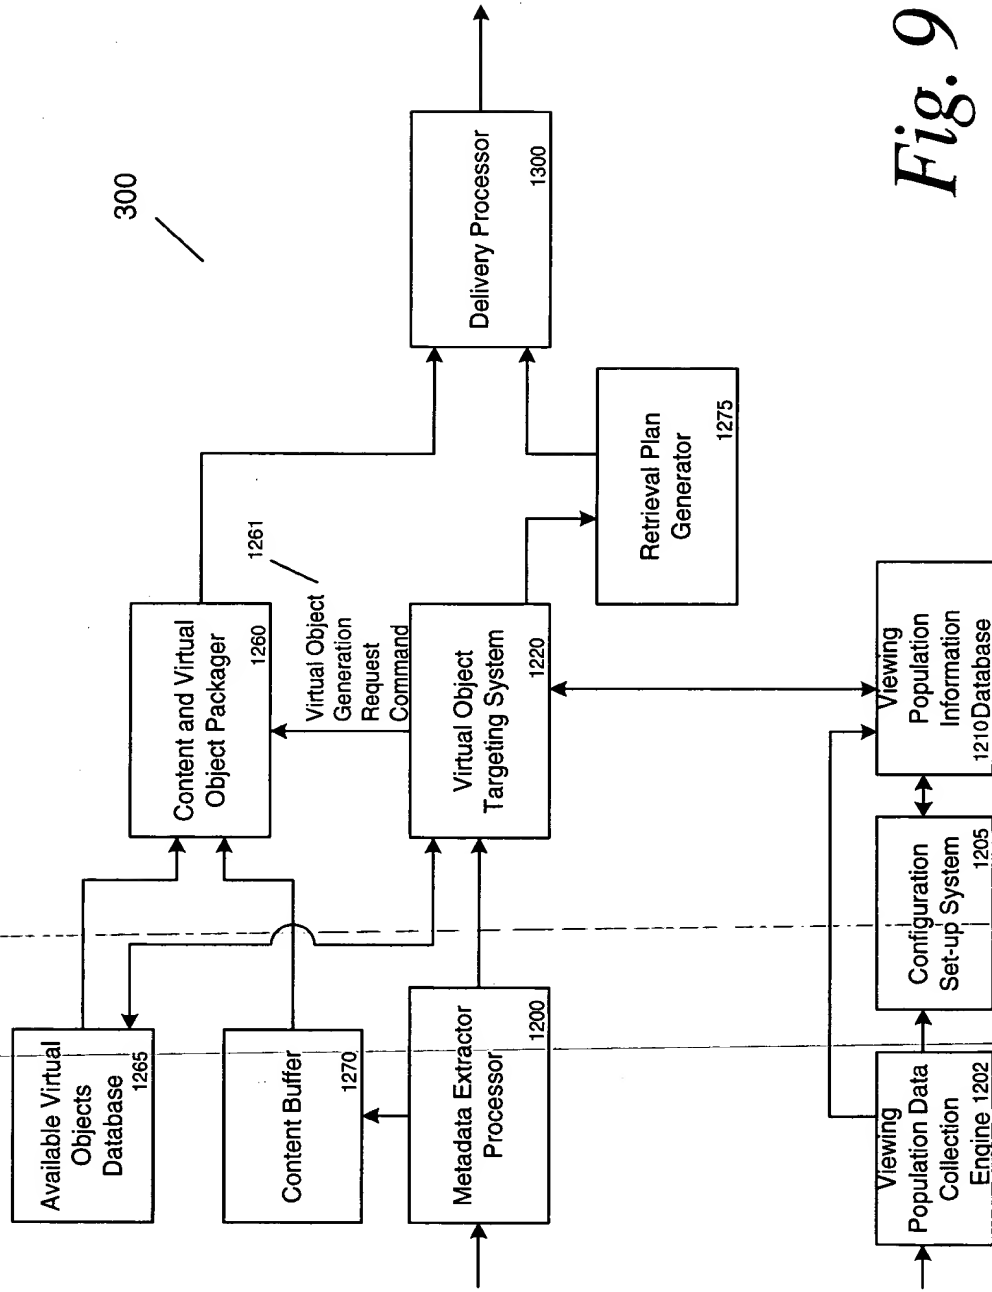 300
Available Virtual
Objects
Database
1265
Content and Virtual
Object Packager
1260
1261
Virtual Object
Generation
Request
Command
Content Buffer
1270
Delivery Processor
1300
Metadata Extractor
Processor
1200
Virtual Object
Targeting System
1220
Retrieval Plan
Generator
1275
Viewing
Population Data
Collection
Engine 1202
Configuration
Set-up System
1205
Viewing
Population
Information
1210 Database
Fig. 9